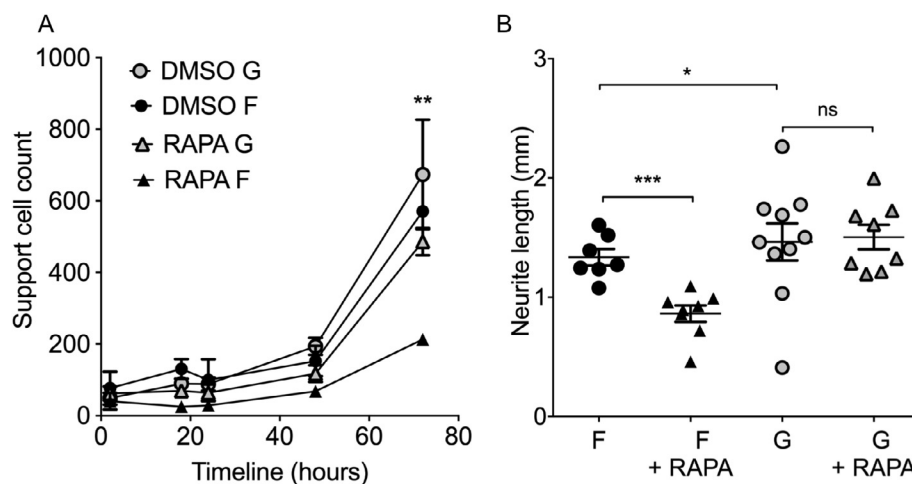 A
Support cell count
1000
800
600
400
200
0
DMSO G
DMSO F
RAPA G
RAPA F
**
0 20 40 60 80
Timeline (hours)
B
Neurite length (mm)
3
2
1
0
*
ns
***
F F G G
+ RAPA + RAPA